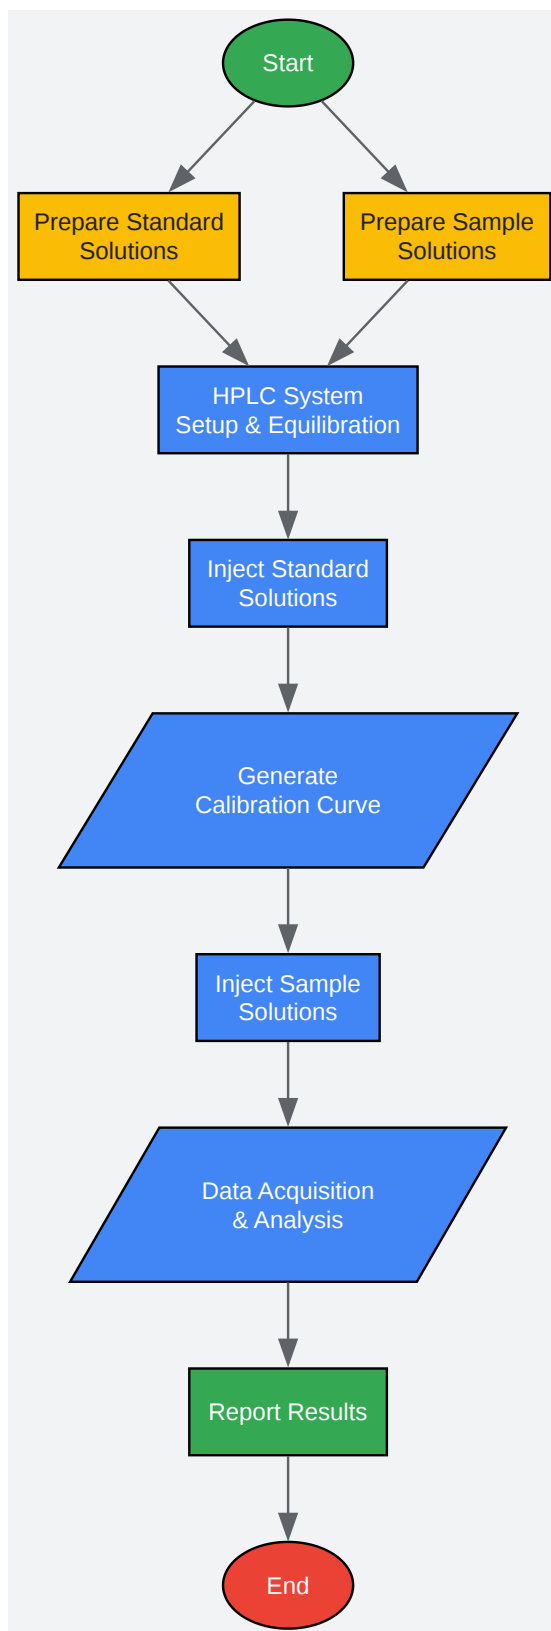 Start
Prepare Standard
Solutions
Prepare Sample
Solutions
HPLC System
Setup & Equilibration
Inject Standard
Solutions
Generate
Calibration Curve
Inject Sample
Solutions
Data Acquisition
& Analysis
Report Results
End